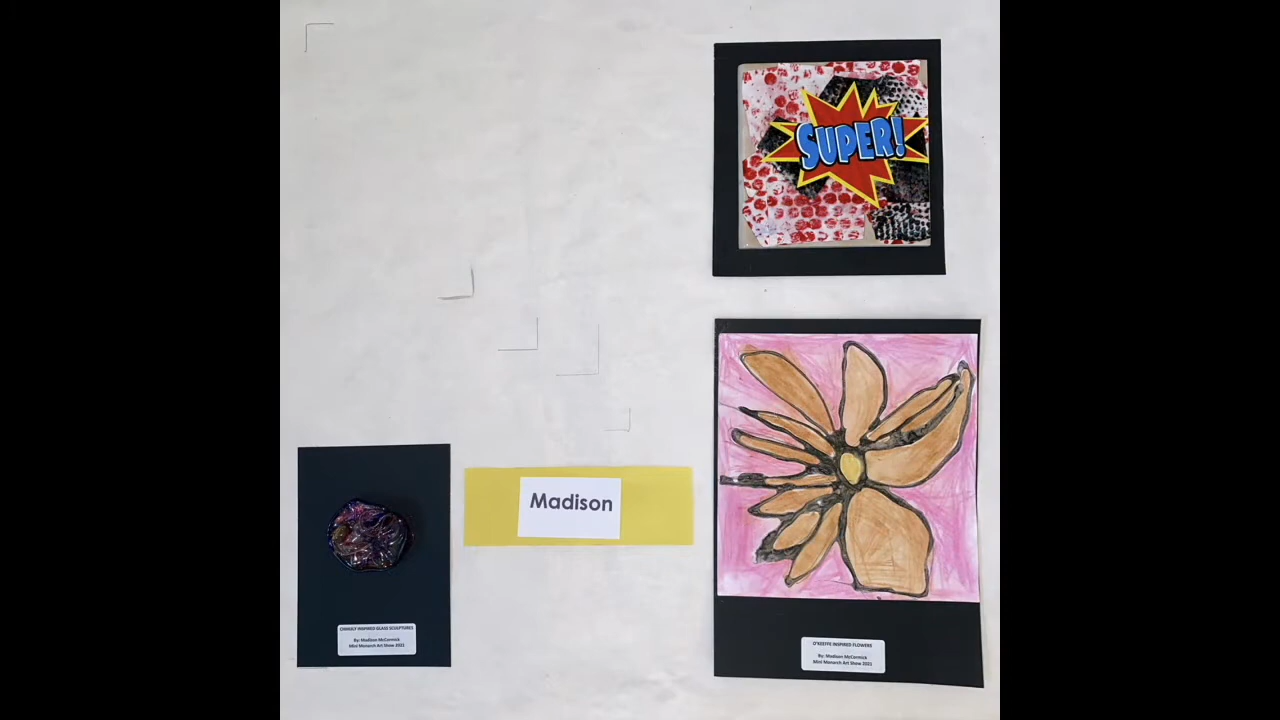 SUPER!
Madison
CHIHULY INSPIRED GLASS SCULPTURES
By: Madison McCormick
Mini Monarch Art Show 2021
O'KEEFFE INSPIRED FLOWERS
By: Madison McCormick
Mini Monarch Art Show 2021